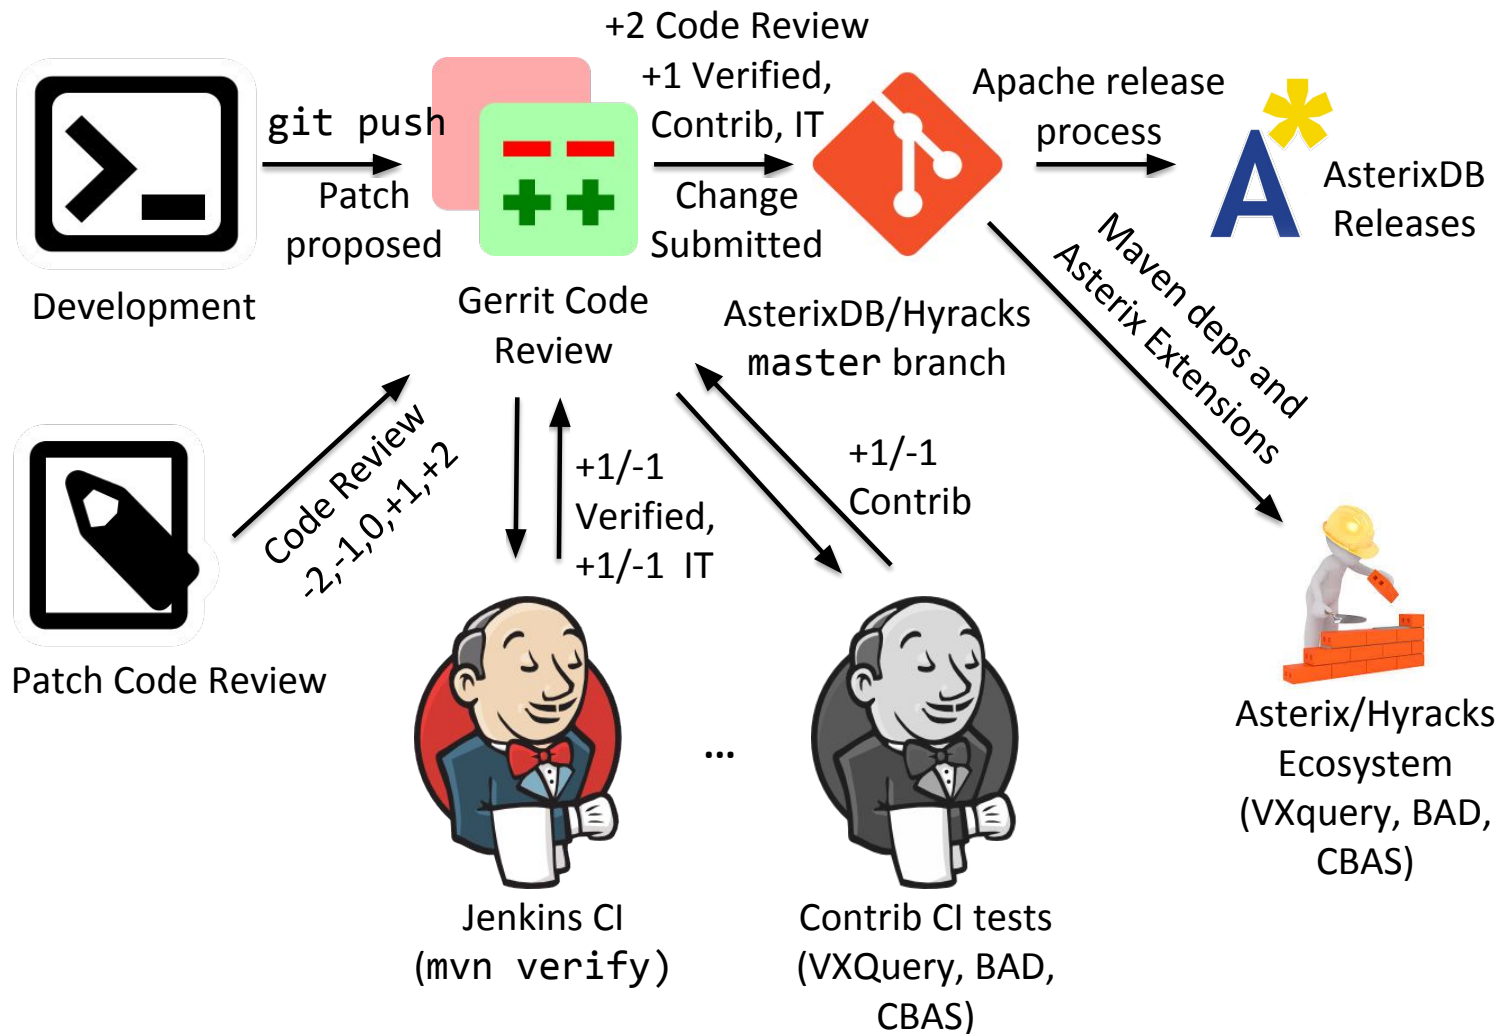 +2 Code Review
+1 Verified,
Contrib, IT
Change
Submitted
git push
Patch
proposed
Apache release
process
AsterixDB
Releases
Development
Gerrit Code
Review
AsterixDB/Hyracks
master branch
Maven deps and
Asterix Extensions
Code Review
-2,-1,0,+1,+2
+1/-1
Verified,
+1/-1 IT
+1/-1
Contrib
Patch Code Review
...
Asterix/Hyracks
Ecosystem
(VXquery, BAD,
CBAS)
Jenkins CI
(mvn verify)
Contrib CI tests
(VXQuery, BAD,
CBAS)